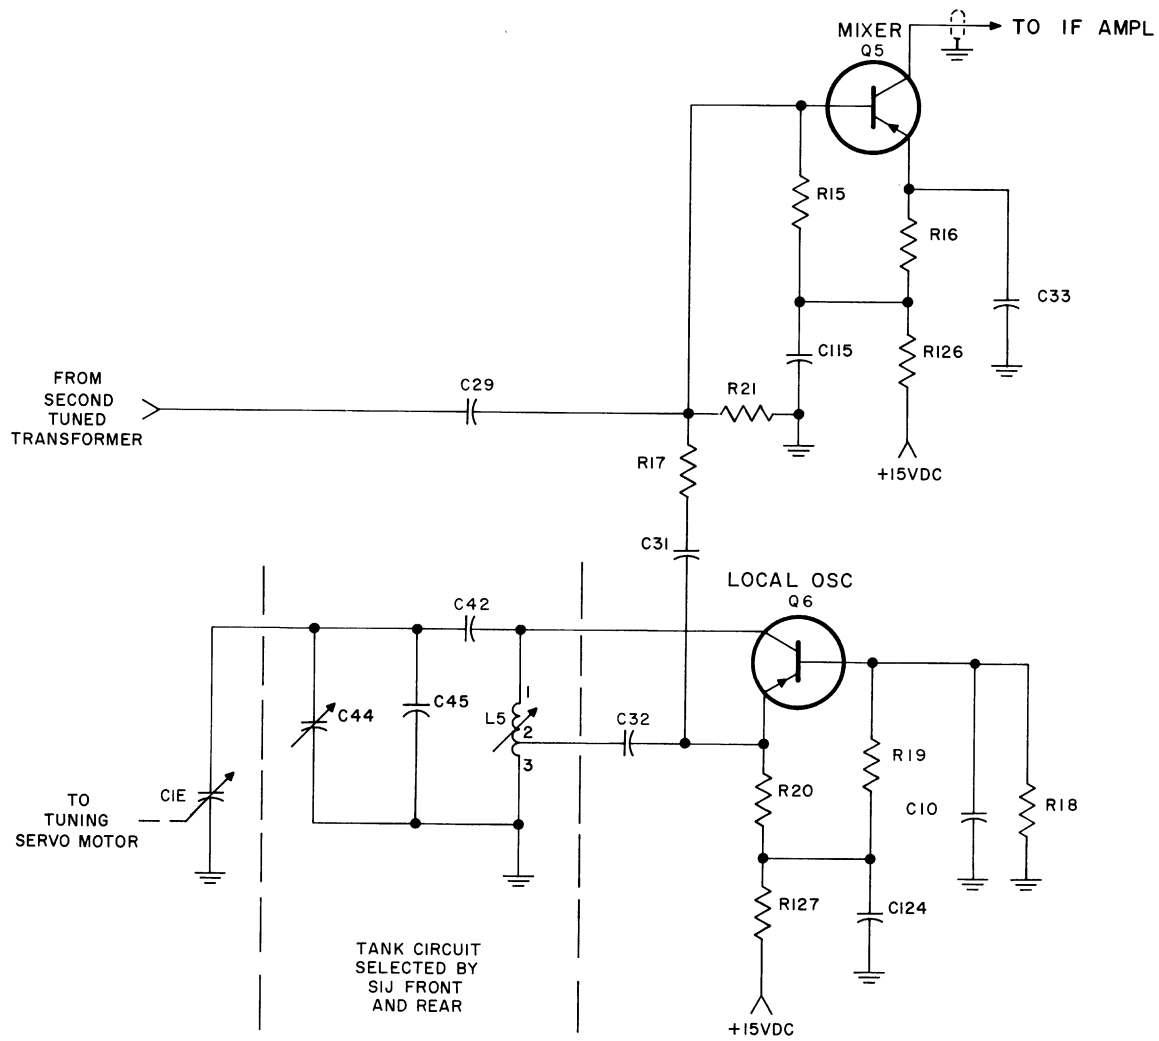 MIXER
Q5
TO IF AMPL
R15
R16
C33
C115
R126
FROM
SECOND
TUNED
TRANSFORMER
C29
R21
+15VDC
R17
C31
LOCAL OSC
Q6
C42
C44
C45
L5
1
2
3
C32
R19
R20
C10
R18
C1E
TO
TUNING
SERVO MOTOR
R127
C124
TANK CIRCUIT
SELECTED BY
S1J FRONT
AND REAR
+15VDC